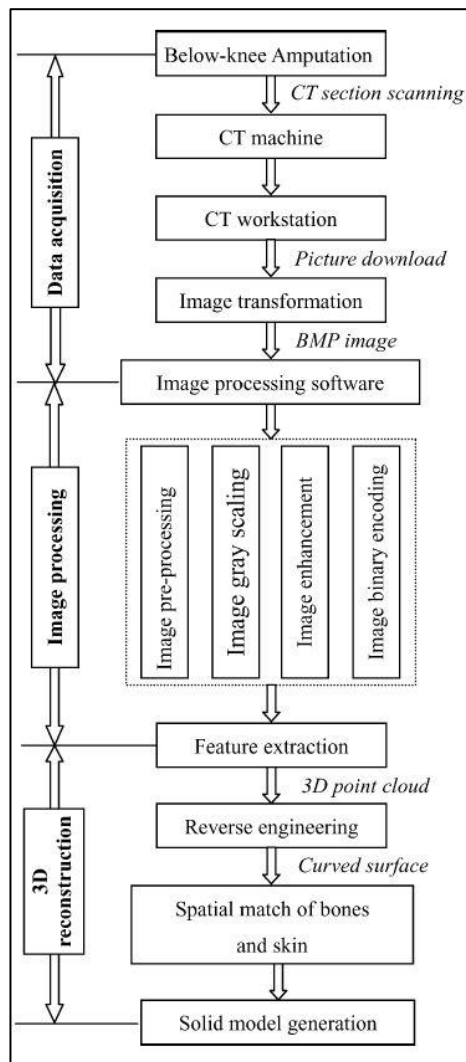 Below-knee Amputation
CT section scanning
CT machine
CT workstation
Picture download
Image transformation
BMP image
Image processing software
Data acquisition
Image pre-processing
Image gray scaling
Image enhancement
Image binary encoding
Image processing
Feature extraction
3D point cloud
Reverse engineering
Curved surface
Spatial match of bones
and skin
Solid model generation
3D
reconstruction